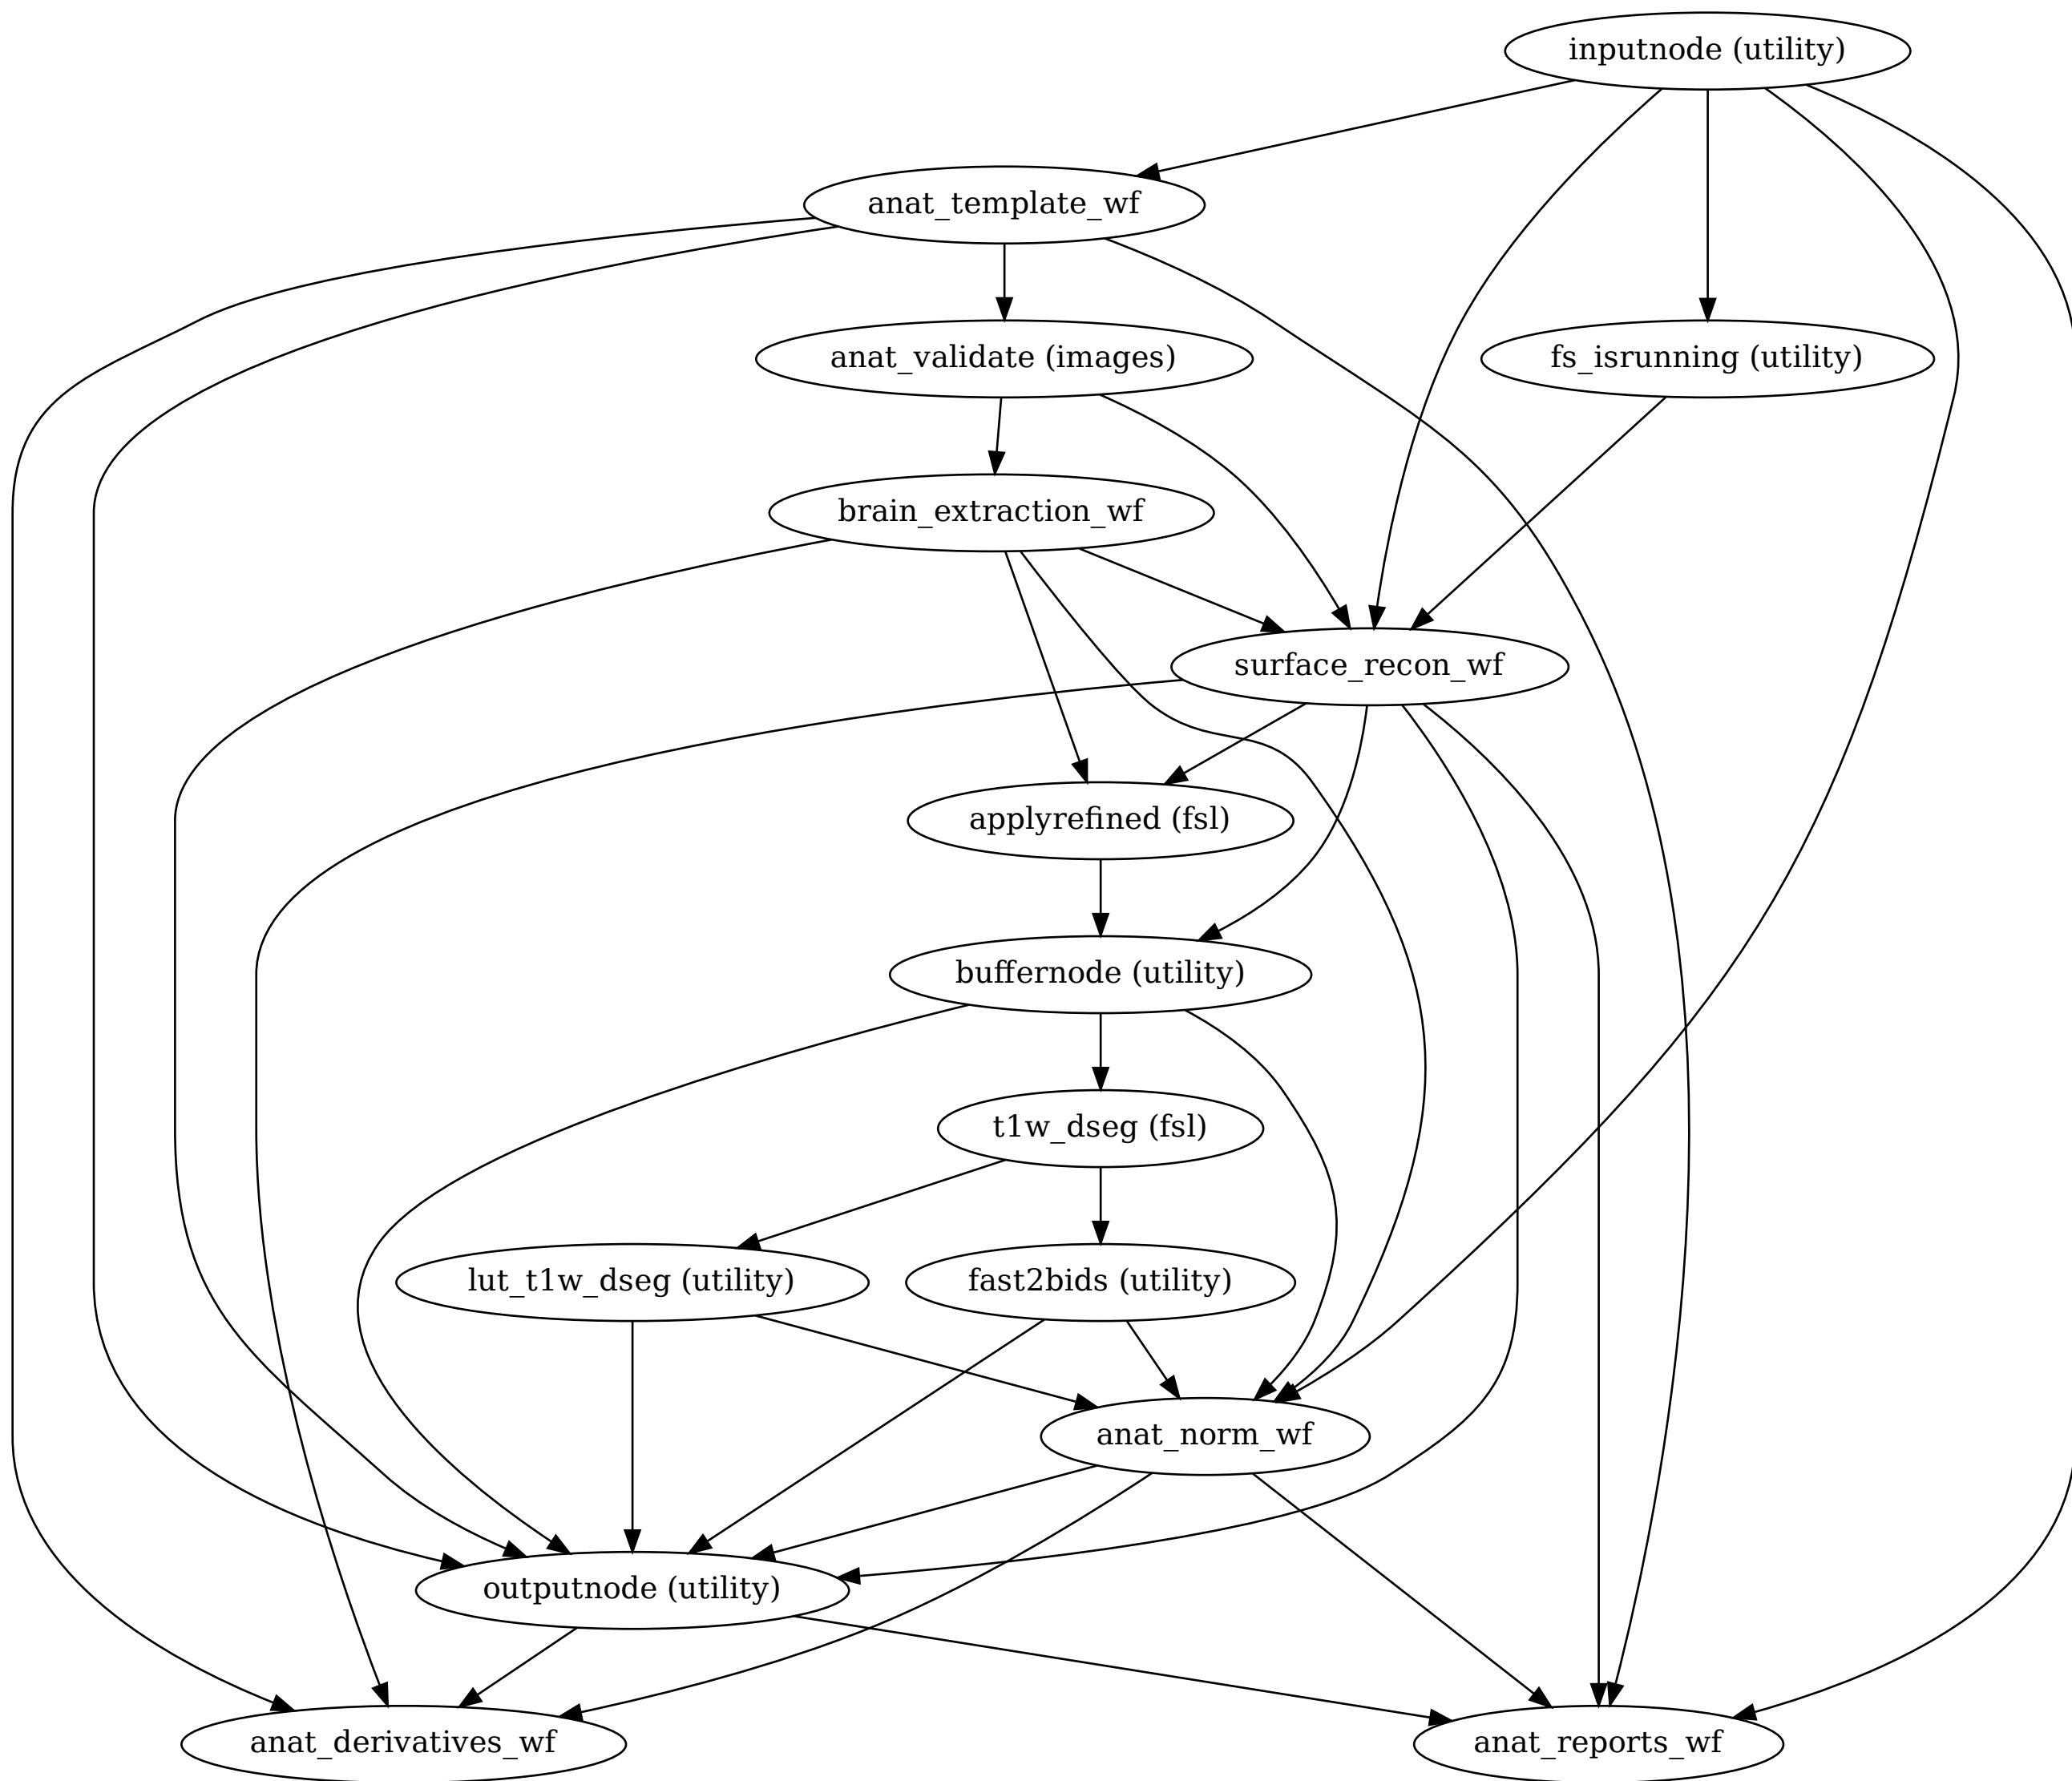 inputnode (utility)
anat_template_wf
anat_validate (images)
fs_isrunning (utility)
brain_extraction_wf
surface_recon_wf
applyrefined (fsl)
buffernode (utility)
t1w_dseg (fsl)
lut_t1w_dseg (utility)
fast2bids (utility)
anat_norm_wf
outputnode (utility)
anat_derivatives_wf
anat_reports_wf